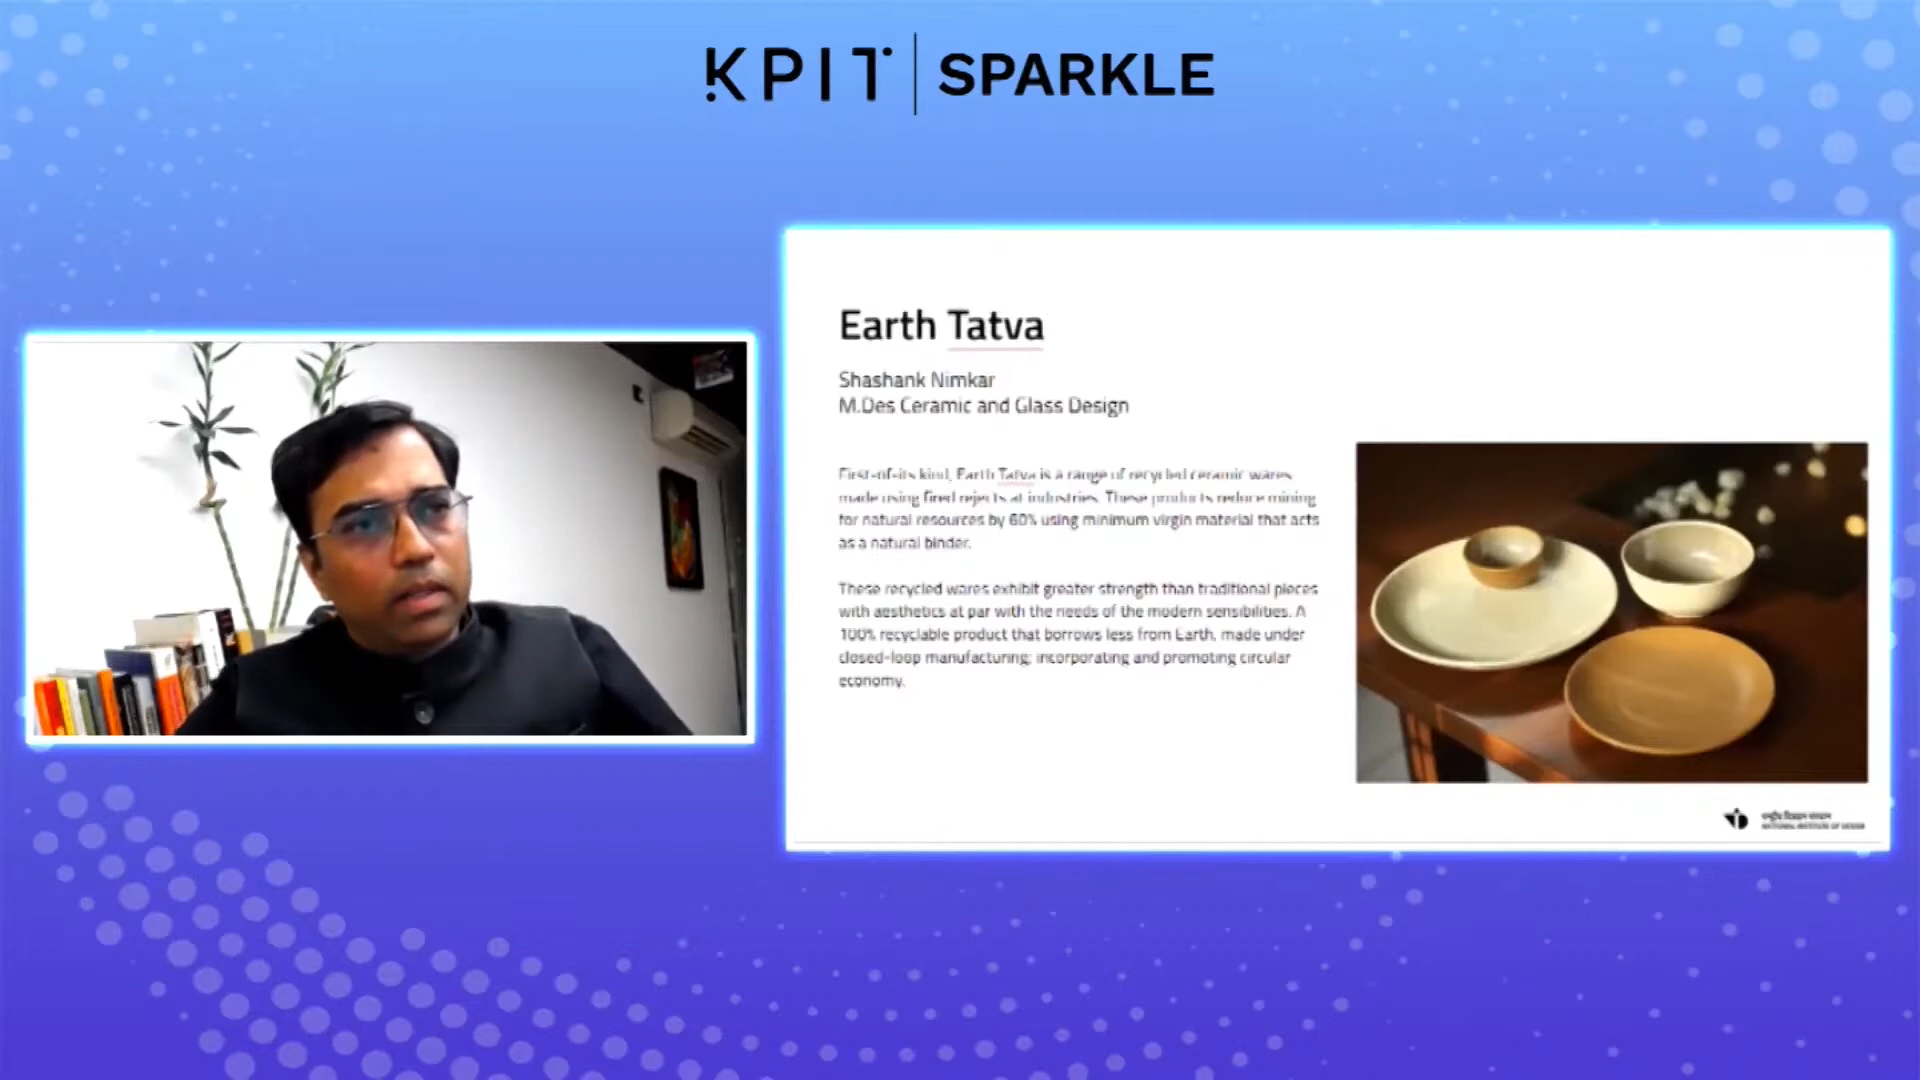 KPIT SPARKLE
Earth Tatva
Shashank Nimkar
M.Des Ceramic and Glass Design
First-of-its kind, Earth Tatva is a range of recycled ceramic wares
made using fired rejects at industries. These products reduce mining
for natural resources by 60% using minimum virgin material that acts
as a natural binder.
These recycled wares exhibit greater strength than traditional pieces
with aesthetics at par with the needs of the modern sensibilities. A
100% recyclable product that borrows less from Earth, made under
closed-loop manufacturing; incorporating and promoting circular
economy.
NATIONAL INSTITUTE OF DESIGN